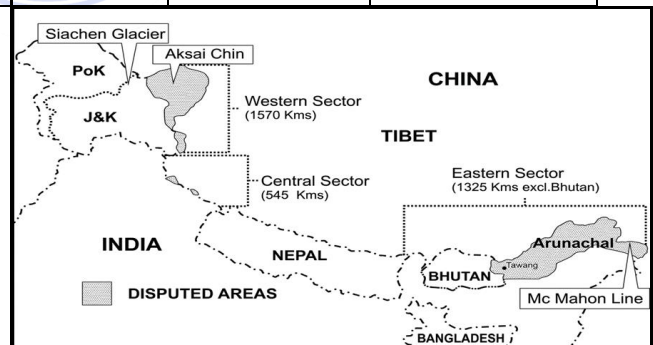 Siachen Glacier
Aksai Chin
PoK
CHINA
Western Sector
(1570 Kms)
J&K
TIBET
Eastern Sector
(1325 Kms excl.Bhutan)
Central Sector
(545 Kms)
INDIA
NEPAL
Arunachal
Tawang
BHUTAN
DISPUTED AREAS
Mc Mahon Line
BANGLADESH